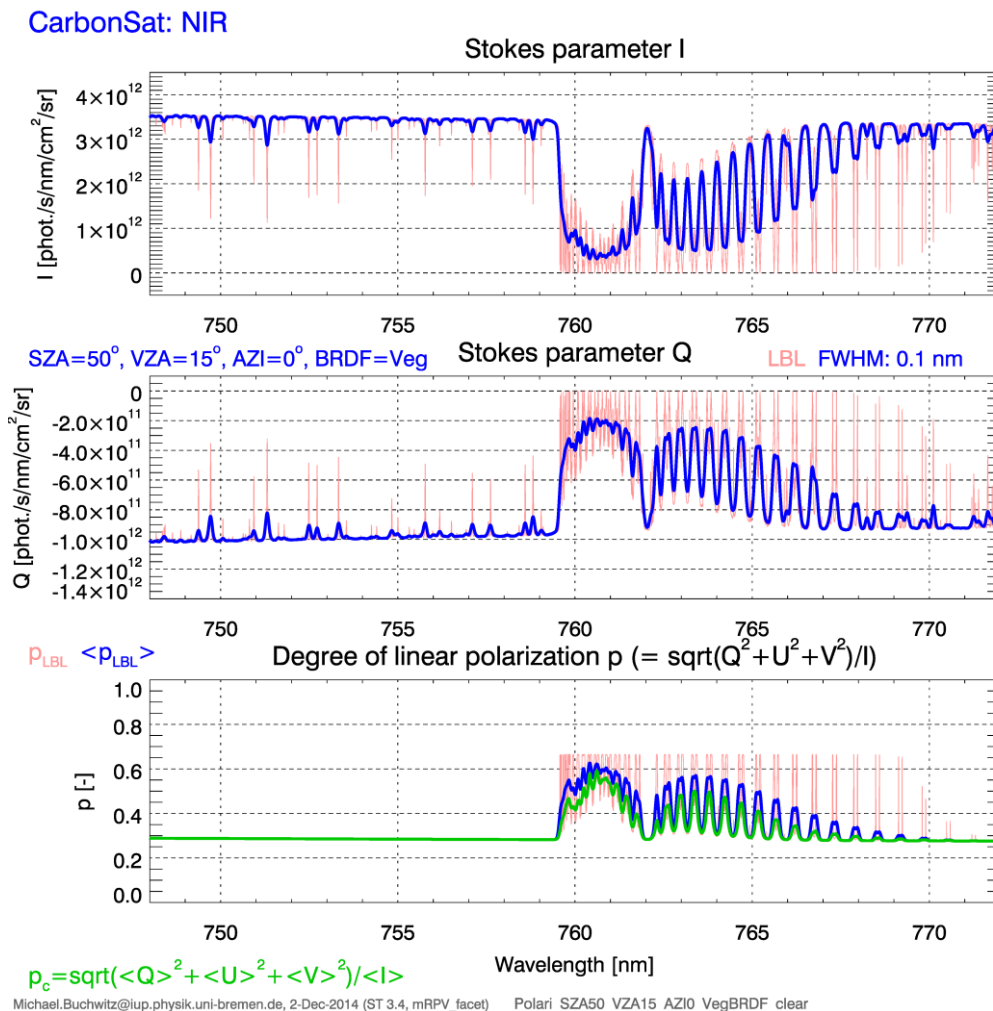 CarbonSat: NIR
Stokes parameter I
4×10¹²
3×10¹²
2×10¹²
1×10¹²
0
I [phot./s/nm/cm²/sr]
750 755 760 765 770
SZA=50°, VZA=15°, AZI=0°, BRDF=Veg Stokes parameter Q LBL FWHM: 0.1 nm
0
-2.0×10¹¹
-4.0×10¹¹
-6.0×10¹¹
-8.0×10¹¹
-1.0×10¹²
-1.2×10¹²
-1.4×10¹²
Q [phot./s/nm/cm²/sr]
750 755 760 765 770
p_LBL <p_LBL> Degree of linear polarization p (= sqrt(Q²+U²+V²)/I)
1.0
0.8
0.6
0.4
0.2
0.0
p [-]
750 755 760 765 770
Wavelength [nm]
p_c=sqrt(<Q>²+<U>²+<V>²)/<I>
Michael.Buchwitz@iup.physik.uni-bremen.de, 2-Dec-2014 (ST 3.4, mRPV_facet) Polari_SZA50_VZA15_AZI0_VegBRDF_clear